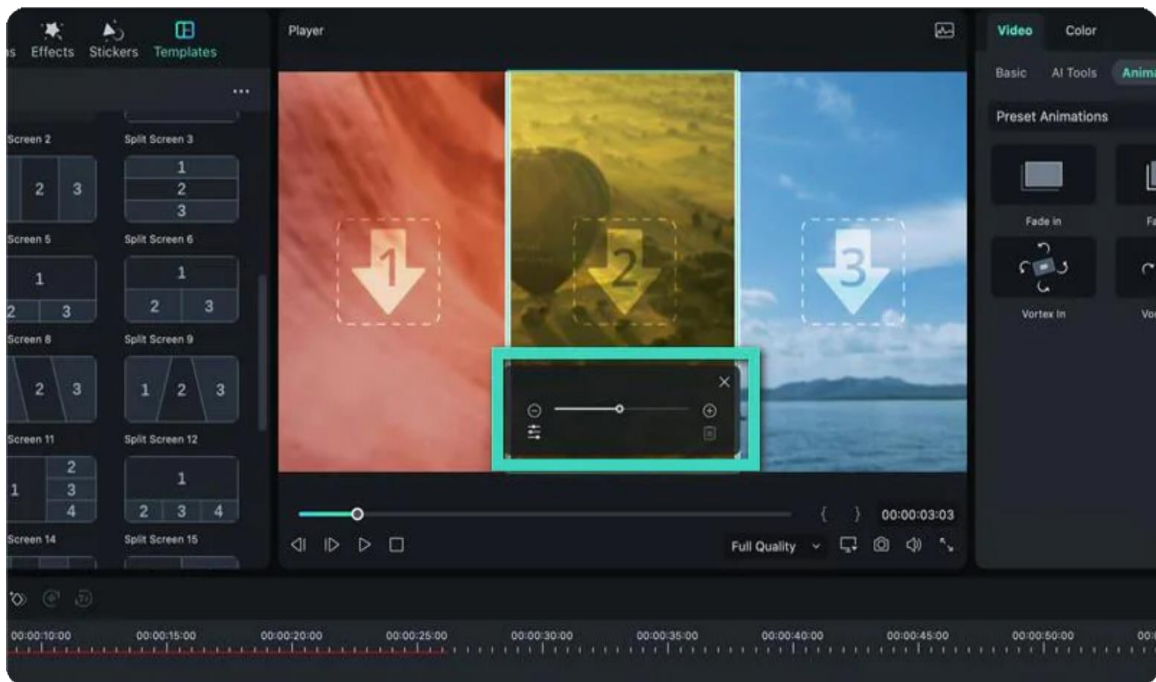 Effects Stickers Templates
Player
Video Color
Basic AI Tools Anima
Preset Animations
Screen 2 Split Screen 3
2 3
1
2
3
Screen 5 Split Screen 6
1
2 3
1
2 3
Screen 8 Split Screen 9
2 3
1 2 3
Screen 11 Split Screen 12
1
2
3
4
1
2 3 4
Screen 14 Split Screen 15
1
2
3
Fade in Fa
Vortex In Vor
00:00:03:03
Full Quality
00:00:10:00 00:00:15:00 00:00:20:00 00:00:25:00 00:00:30:00 00:00:35:00 00:00:40:00 00:00:45:00 00:00:50:00 00: